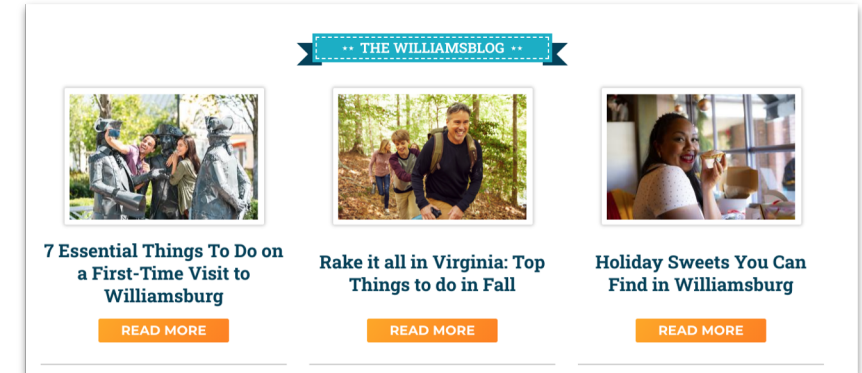 THE WILLIAMSBLOG
7 Essential Things To Do on
a First-Time Visit to
Williamsburg
READ MORE
Rake it all in Virginia: Top
Things to do in Fall
READ MORE
Holiday Sweets You Can
Find in Williamsburg
READ MORE